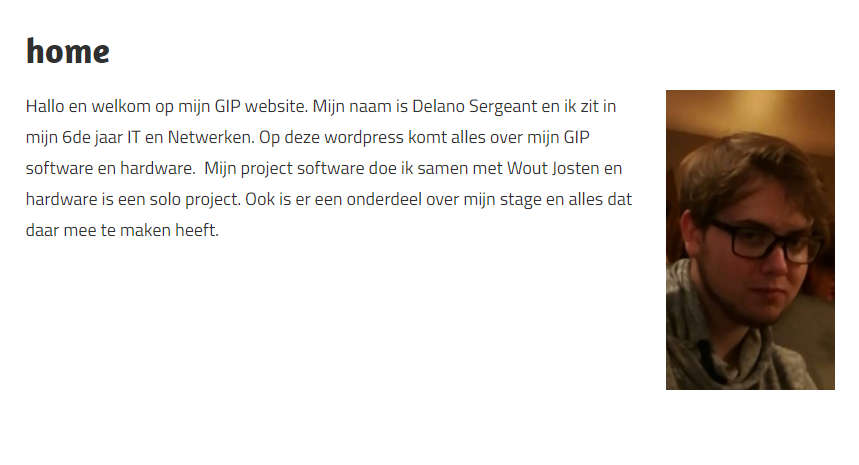 home
Hallo en welkom op mijn GIP website. Mijn naam is Delano Sergeant en ik zit in
mijn 6de jaar IT en Netwerken. Op deze wordpress komt alles over mijn GIP
software en hardware.  Mijn project software doe ik samen met Wout Josten en
hardware is een solo project. Ook is er een onderdeel over mijn stage en alles dat
daar mee te maken heeft.